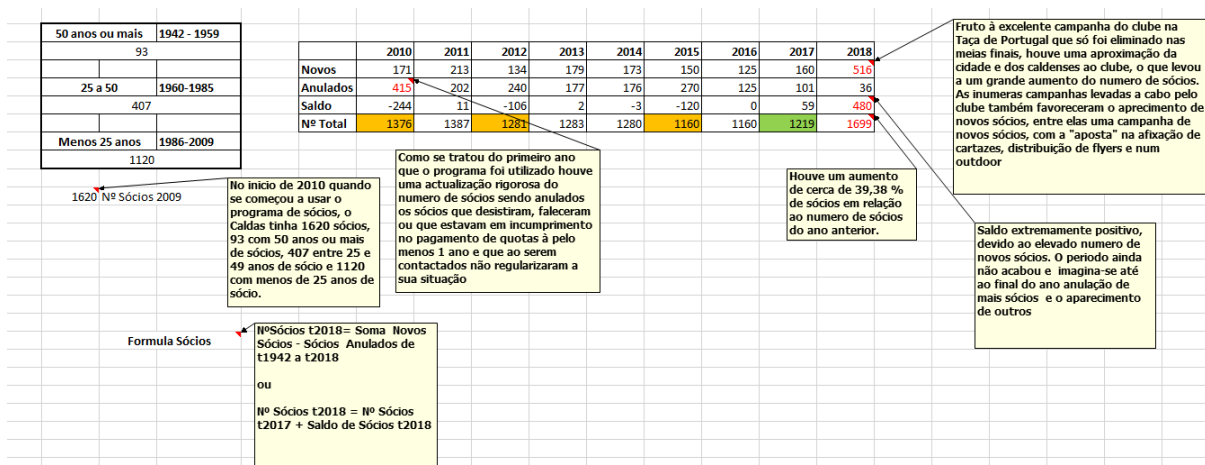 50 anos ou mais 1942 - 1959
93
25 a 50 1960-1985
407
Menos 25 anos 1986-2009
1120
1620 Nº Sócios 2009
2010 2011 2012 2013 2014 2015 2016 2017 2018
Novos 171 213 134 179 173 150 125 160 516
Anulados 415 202 240 177 176 270 125 101 36
Saldo -244 11 -106 2 -3 -120 0 59 480
Nº Total 1376 1387 1281 1283 1280 1160 1160 1219 1699
Fruto à excelente campanha do clube na
Taça de Portugal que só foi eliminado nas
meias finais, houve uma aproximação da
cidade e dos caldenses ao clube, o que levou
a um grande aumento do numero de sócios.
As inumeras campanhas levadas a cabo pelo
clube também favoreceram o aprecimento de
novos sócios, entre elas uma campanha de
novos sócios, com a "aposta" na afixação de
cartazes, distribuição de flyers e num
outdoor
No inicio de 2010 quando
se começou a usar o
programa de sócios, o
Caldas tinha 1620 sócios,
93 com 50 anos ou mais
de sócios, 407 entre 25 e
49 anos de sócio e 1120
com menos de 25 anos de
sócio.
Como se tratou do primeiro ano
que o programa foi utilizado houve
uma actualização rigorosa do
numero de sócios sendo anulados
os sócios que desistiram, faleceram
ou que estavam em incumprimento
no pagamento de quotas à pelo
menos 1 ano e que ao serem
contactados não regularizaram a
sua situação
Houve um aumento
de cerca de 39,38 %
de sócios em relação
ao numero de sócios
do ano anterior.
Saldo extremamente positivo,
devido ao elevado numero de
novos sócios. O periodo ainda
não acabou e imagina-se até
ao final do ano anulação de
mais sócios e o aparecimento
de outros
Formula Sócios
NºSócios t2018= Soma Novos
Sócios - Sócios Anulados de
t1942 a t2018
ou
Nº Sócios t2018 = Nº Sócios
t2017 + Saldo de Sócios t2018